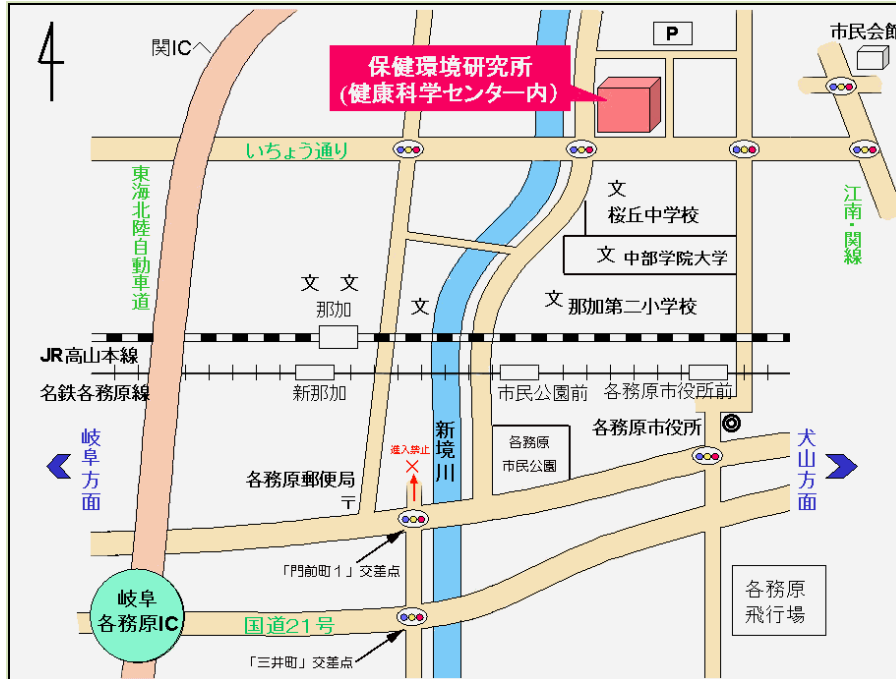 関ICへ
P
市民会館
保健環境研究所
(健康科学センター内)
いちょう通り
東海北陸自動車道
文
桜丘中学校
江南・関線
文 中部学院大学
文 文
那加
文
文 那加第二小学校
JR高山本線
名鉄各務原線
新那加
市民公園前
各務原市役所前
岐阜方面
進入禁止
×
新境川
各務原
市民公園
各務原市役所
犬山方面
各務原郵便局
〒
「門前町1」交差点
岐阜
各務原IC
国道21号
「三井町」交差点
各務原
飛行場